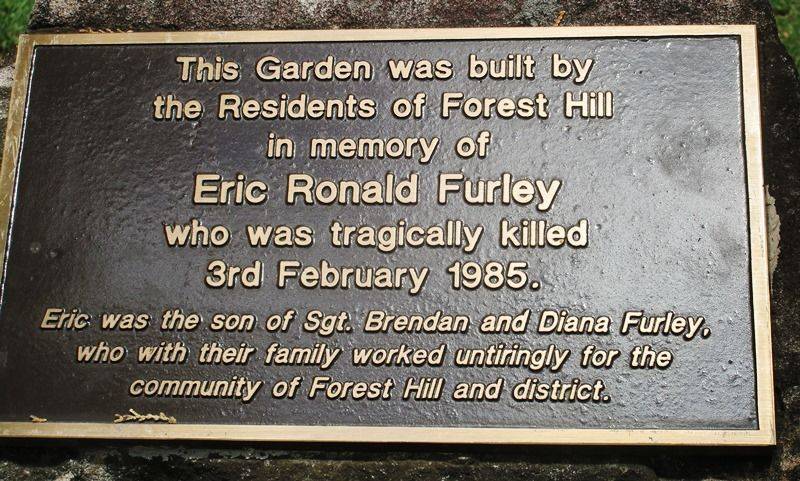 This Garden was built by
the Residents of Forest Hill
in memory of
Eric Ronald Furley
who was tragically killed
3rd February 1985.
Eric was the son of Sgt. Brendan and Diana Furley,
who with their family worked untiringly for the
community of Forest Hill and district.